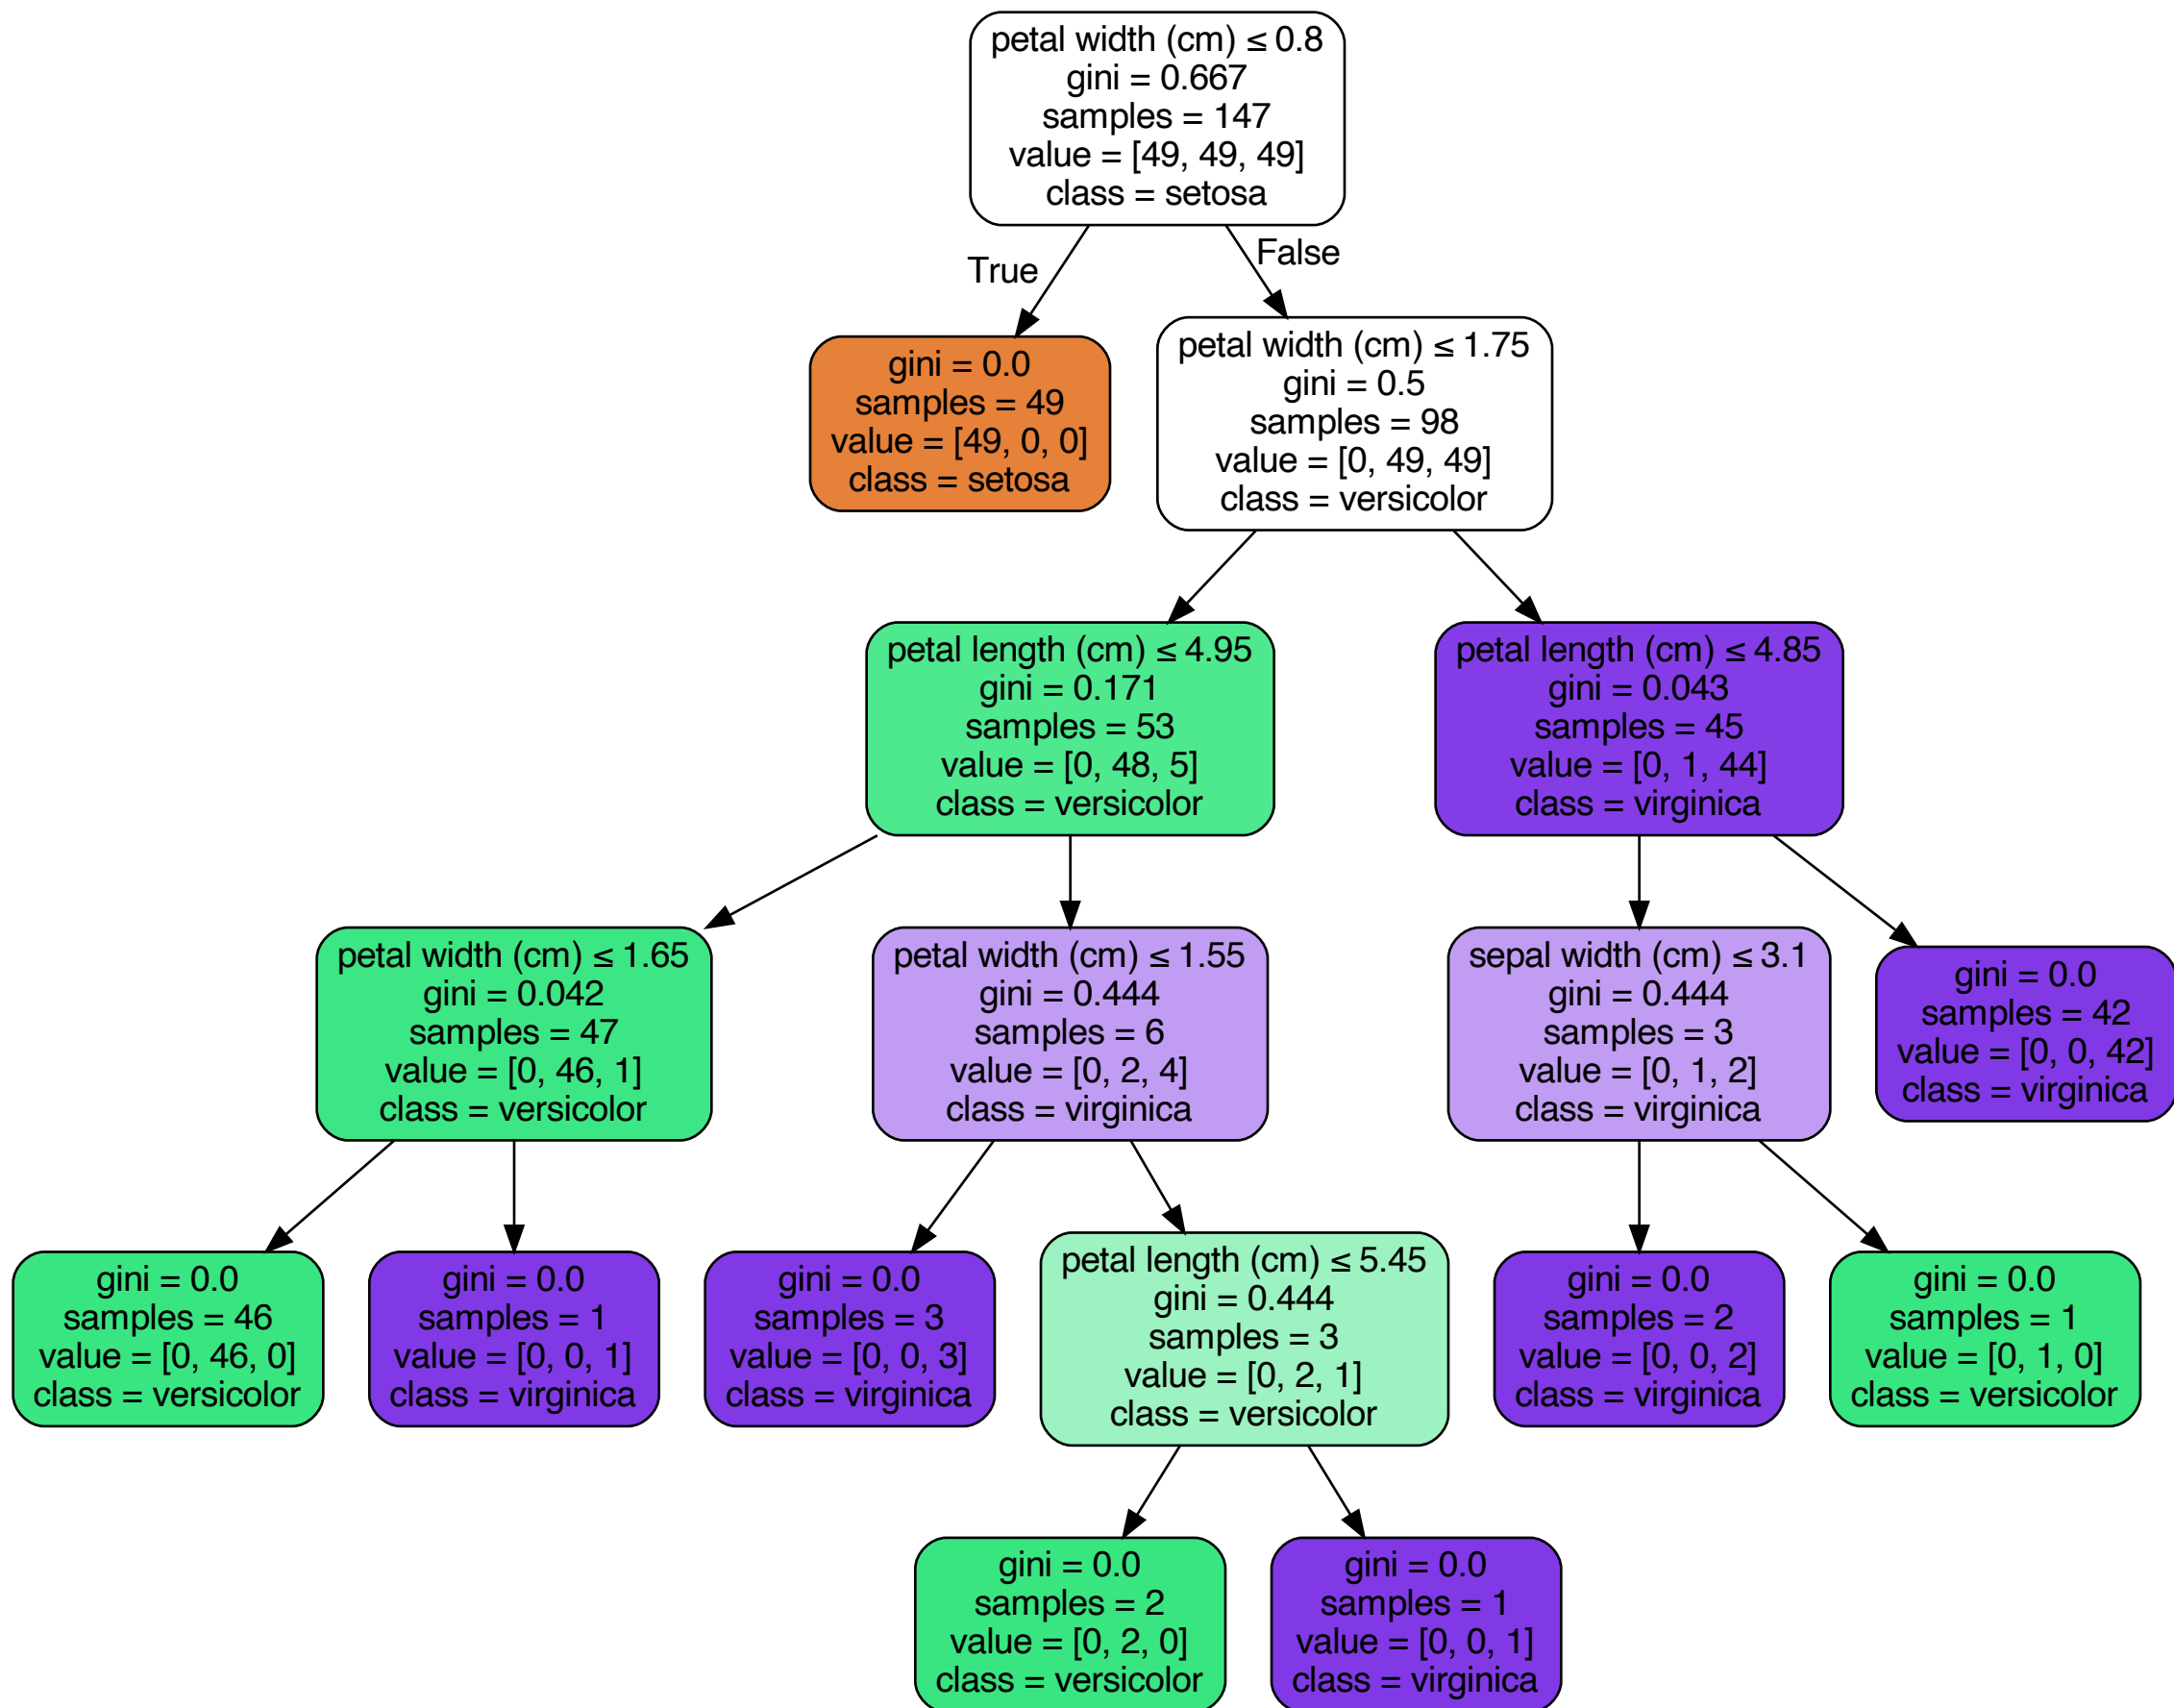 petal width (cm) ≤ 0.8
gini = 0.667
samples = 147
value = [49, 49, 49]
class = setosa
True
False
gini = 0.0
samples = 49
value = [49, 0, 0]
class = setosa
petal width (cm) ≤ 1.75
gini = 0.5
samples = 98
value = [0, 49, 49]
class = versicolor
petal length (cm) ≤ 4.95
gini = 0.171
samples = 53
value = [0, 48, 5]
class = versicolor
petal length (cm) ≤ 4.85
gini = 0.043
samples = 45
value = [0, 1, 44]
class = virginica
petal width (cm) ≤ 1.65
gini = 0.042
samples = 47
value = [0, 46, 1]
class = versicolor
petal width (cm) ≤ 1.55
gini = 0.444
samples = 6
value = [0, 2, 4]
class = virginica
sepal width (cm) ≤ 3.1
gini = 0.444
samples = 3
value = [0, 1, 2]
class = virginica
gini = 0.0
samples = 42
value = [0, 0, 42]
class = virginica
gini = 0.0
samples = 46
value = [0, 46, 0]
class = versicolor
gini = 0.0
samples = 1
value = [0, 0, 1]
class = virginica
gini = 0.0
samples = 3
value = [0, 0, 3]
class = virginica
petal length (cm) ≤ 5.45
gini = 0.444
samples = 3
value = [0, 2, 1]
class = versicolor
gini = 0.0
samples = 2
value = [0, 0, 2]
class = virginica
gini = 0.0
samples = 1
value = [0, 1, 0]
class = versicolor
gini = 0.0
samples = 2
value = [0, 2, 0]
class = versicolor
gini = 0.0
samples = 1
value = [0, 0, 1]
class = virginica